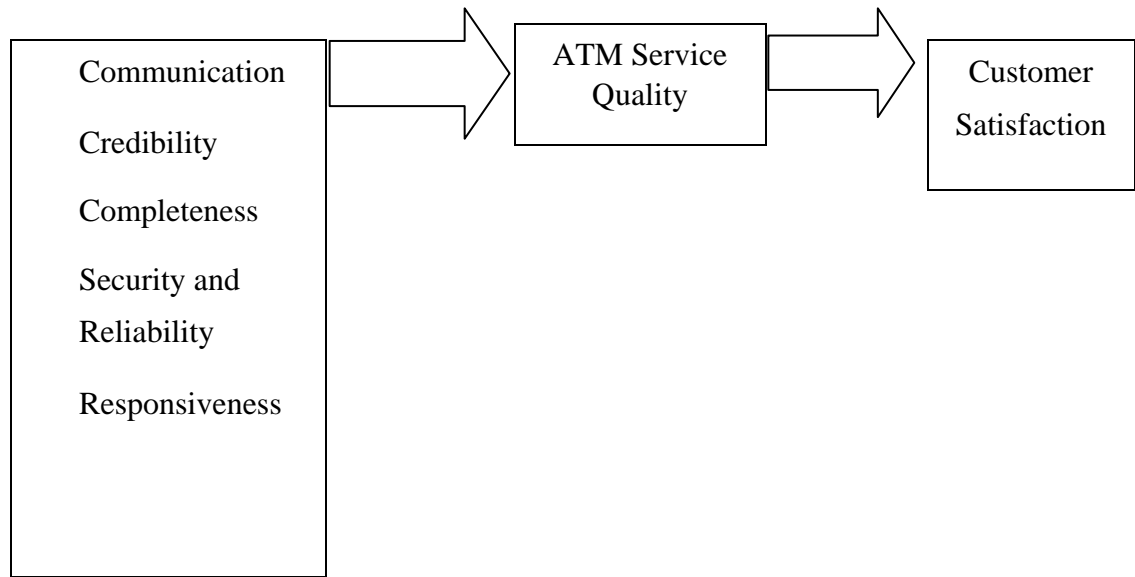 Communication
Credibility
Completeness
Security and
Reliability
Responsiveness
ATM Service
Quality
Customer
Satisfaction